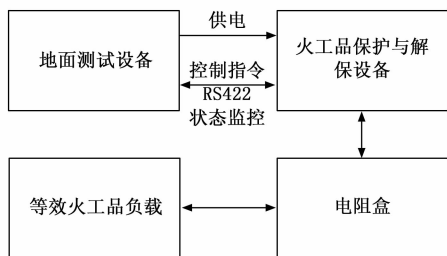 地面测试设备
供电
控制指令
RS422
状态监控
火工品保护与解
保设备
等效火工品负载
电阻盒